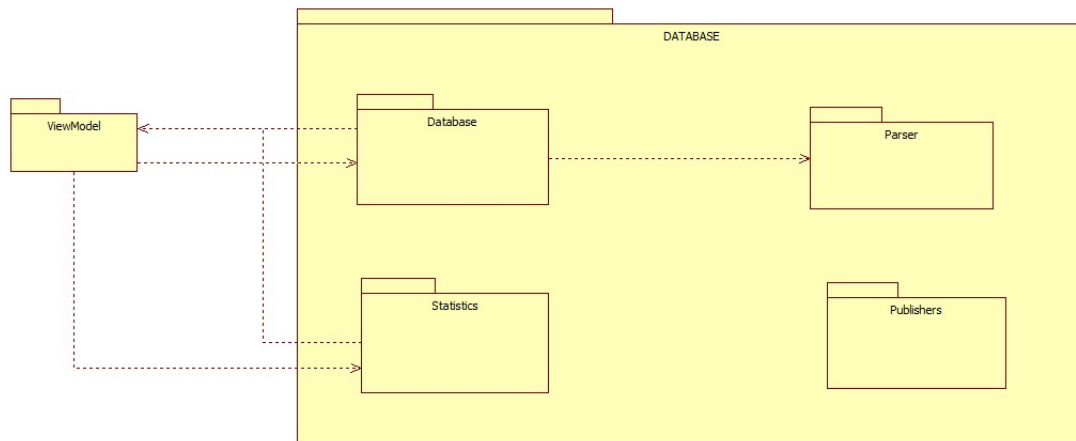 DATABASE
ViewModel
Database
Parser
Statistics
Publishers